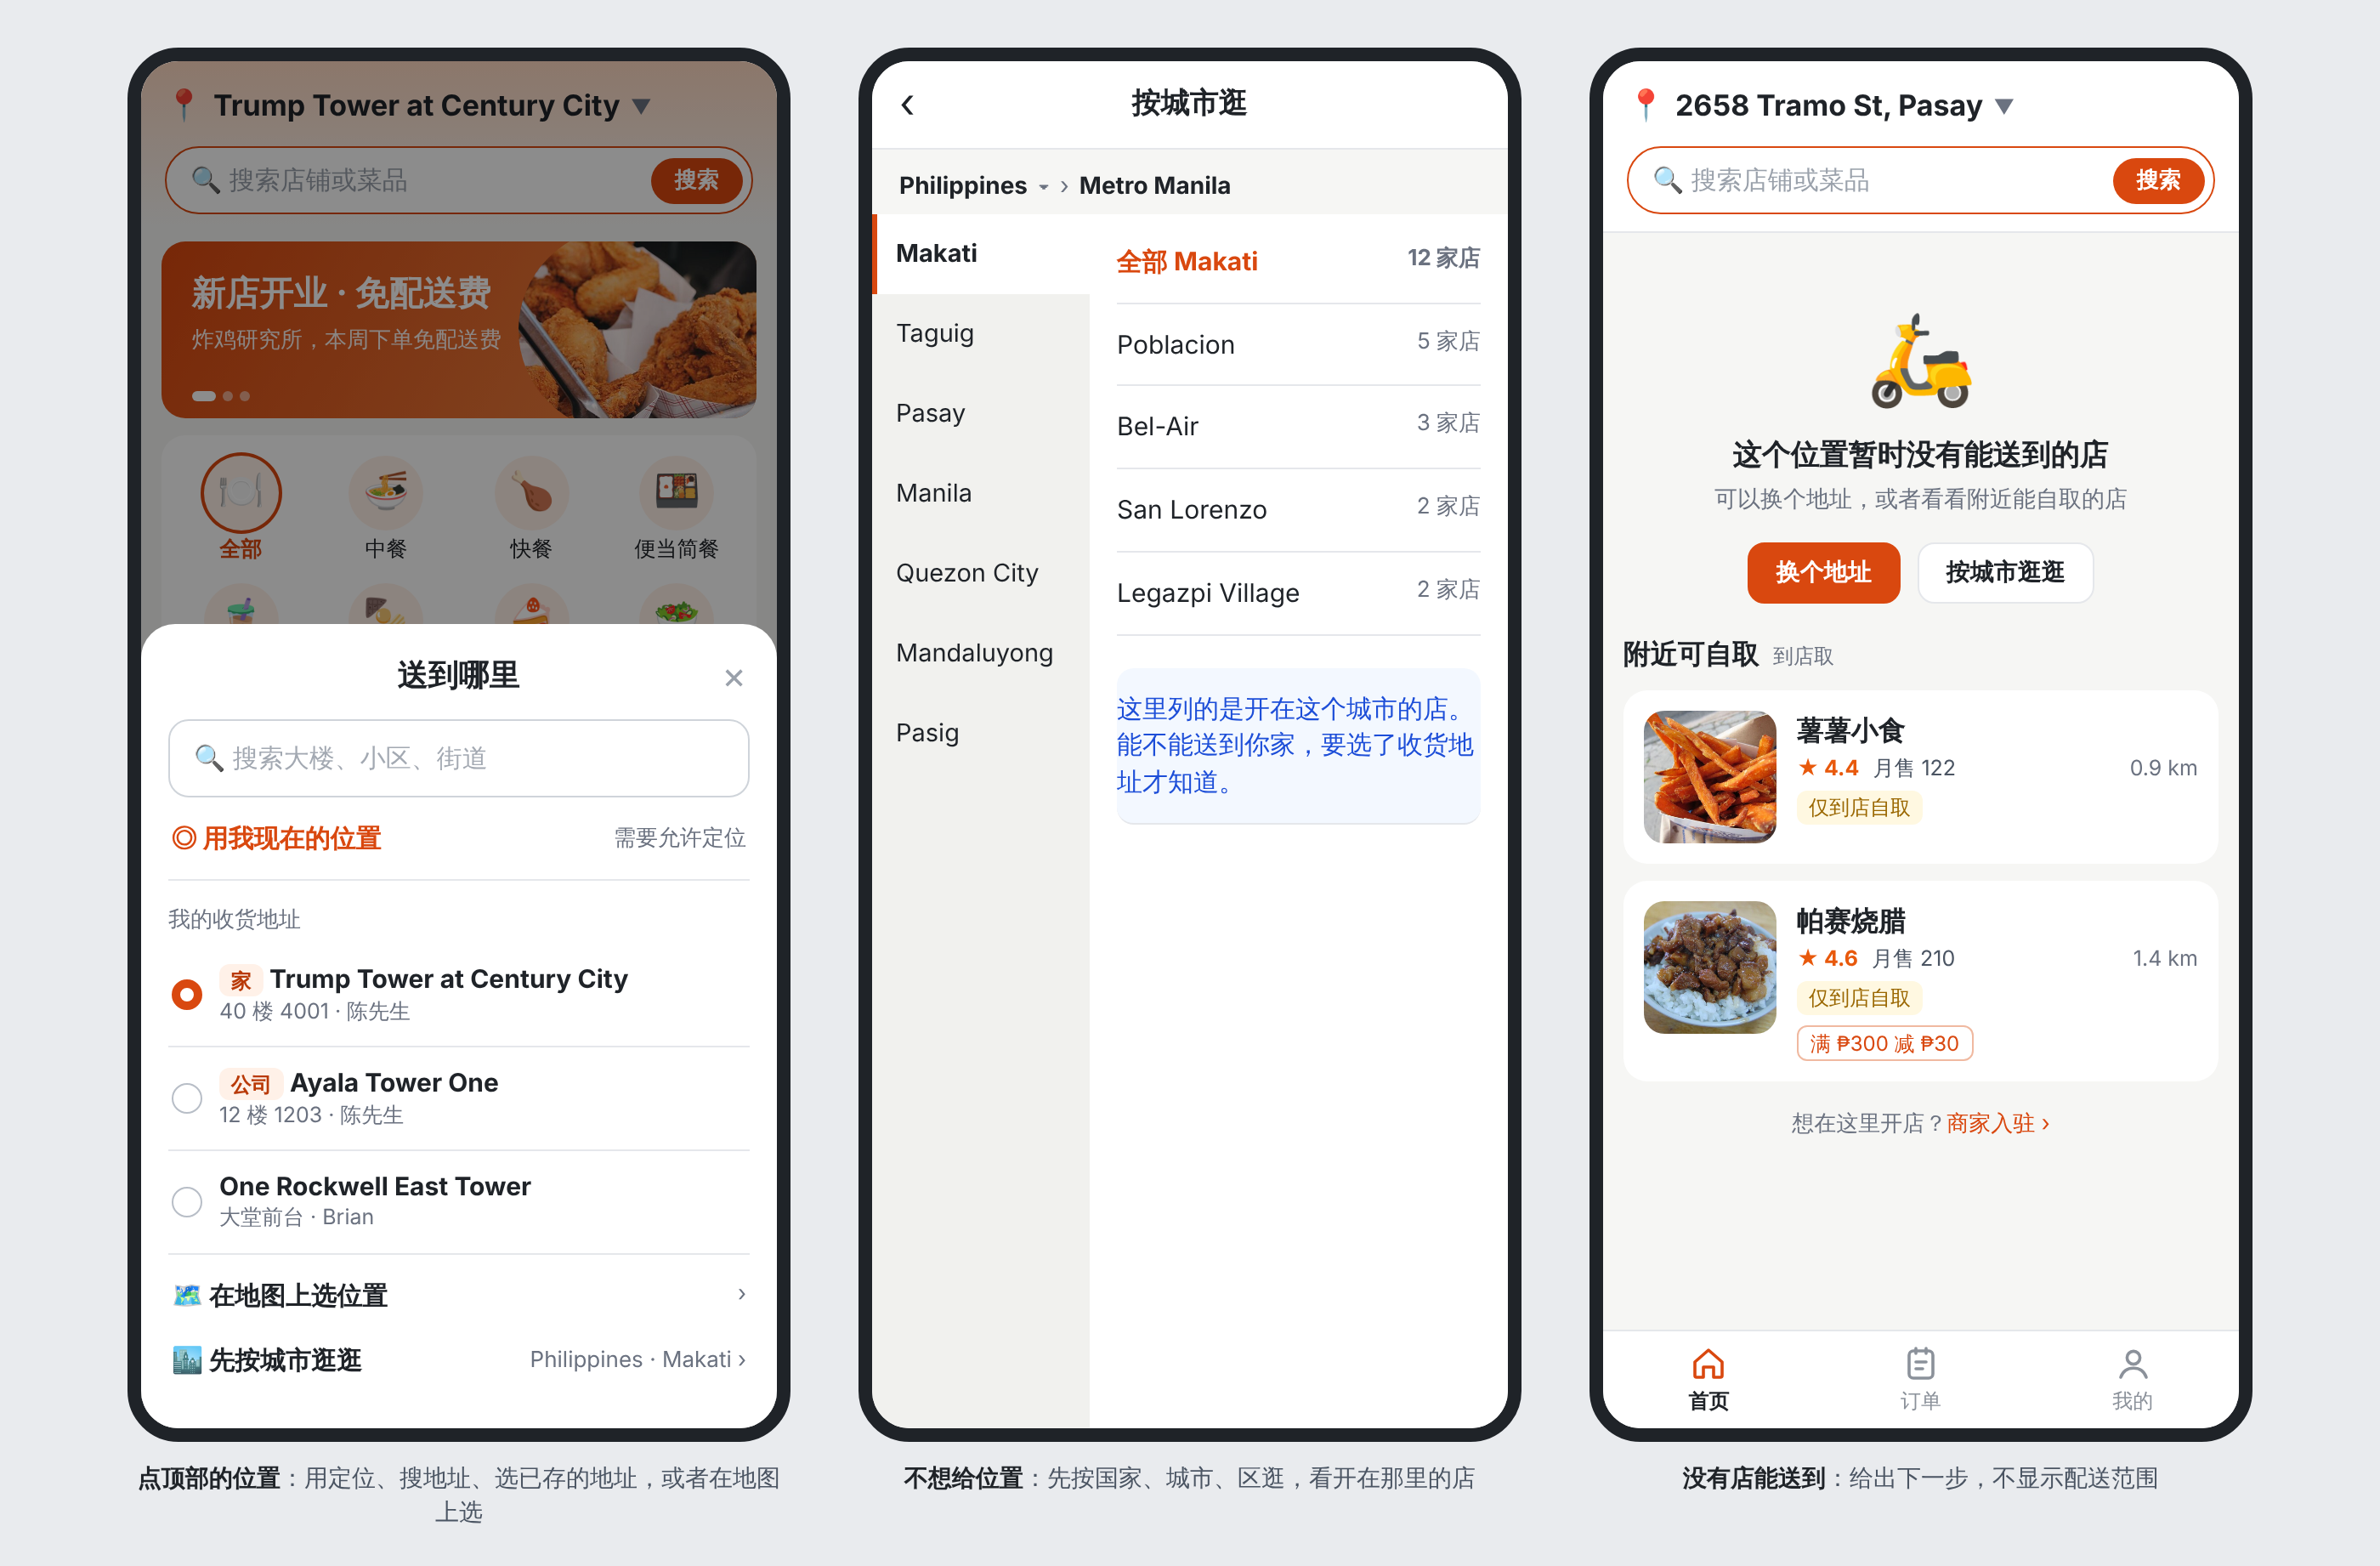 Trump Tower at Century City
搜索店铺或菜品
搜索
新店开业 · 免配送费
炸鸡研究所，本周下单免配送费
全部
中餐
快餐
便当简餐
送到哪里
×
搜索大楼、小区、街道
用我现在的位置
需要允许定位
我的收货地址
家 Trump Tower at Century City
40 楼 4001 · 陈先生
公司 Ayala Tower One
12 楼 1203 · 陈先生
One Rockwell East Tower
大堂前台 · Brian
在地图上选位置 ›
先按城市逛逛 Philippines · Makati ›
点顶部的位置：用定位、搜地址、选已存的地址，或者在地图
上选
‹ 按城市逛
Philippines › Metro Manila
Makati
Taguig
Pasay
Manila
Quezon City
Mandaluyong
Pasig
全部 Makati 12 家店
Poblacion 5 家店
Bel-Air 3 家店
San Lorenzo 2 家店
Legazpi Village 2 家店
这里列的是开在这个城市的店。
能不能送到你家，要选了收货地
址才知道。
不想给位置：先按国家、城市、区逛，看开在那里的店
2658 Tramo St, Pasay
搜索店铺或菜品
搜索
这个位置暂时没有能送到的店
可以换个地址，或者看看附近能自取的店
换个地址
按城市逛逛
附近可自取 到店取
薯薯小食
★ 4.4 月售 122 0.9 km
仅到店自取
帕赛烧腊
★ 4.6 月售 210 1.4 km
仅到店自取
满 ₱300 减 ₱30
想在这里开店？商家入驻 ›
首页
订单
我的
没有店能送到：给出下一步，不显示配送范围